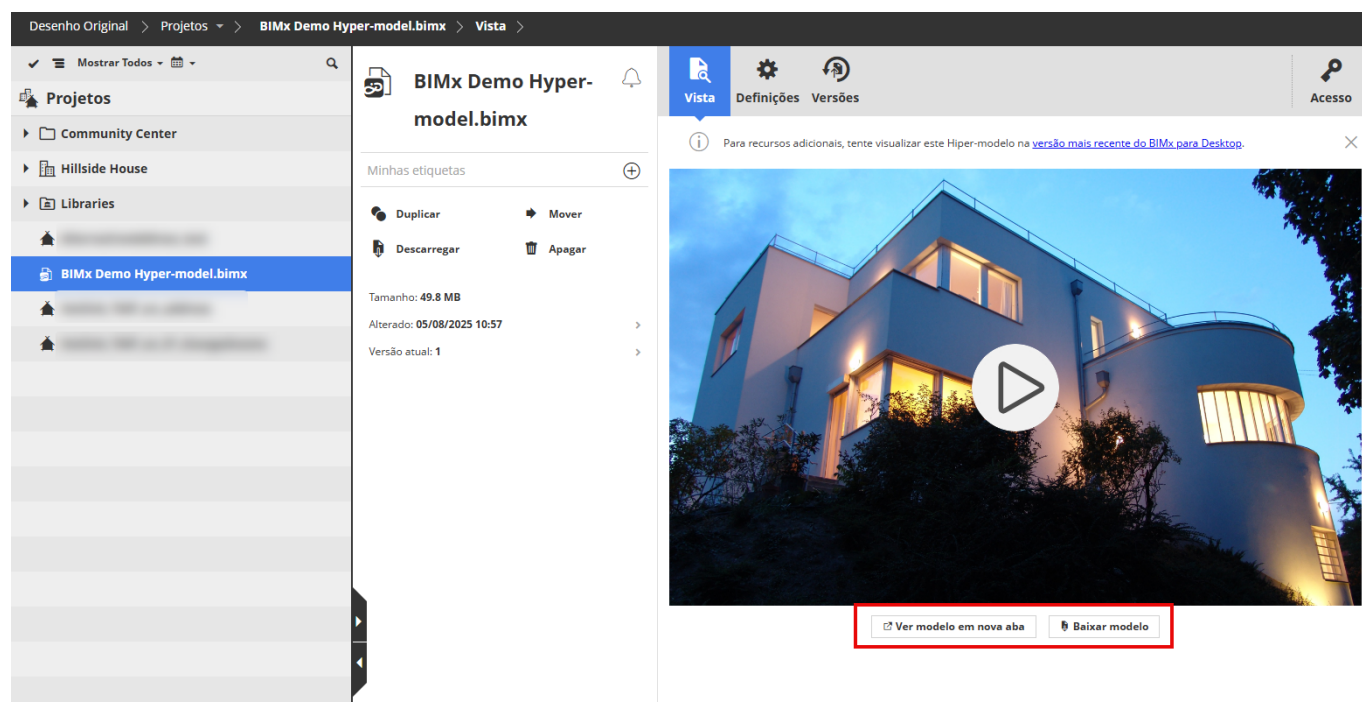 Desenho Original > Projetos > BIMx Demo Hyper-model.bimx > Vista >
Mostrar Todos
Projetos
Community Center
Hillside House
Libraries
BIMx Demo Hyper-model.bimx
BIMx Demo Hyper-
model.bimx
Minhas etiquetas
Duplicar
Mover
Descarregar
Apagar
Tamanho: 49.8 MB
Alterado: 05/08/2025 10:57
Versão atual: 1
Vista
Definições
Versões
Acesso
Para recursos adicionais, tente visualizar este Hiper-modelo na versão mais recente do BIMx para Desktop.
Ver modelo em nova aba
Baixar modelo